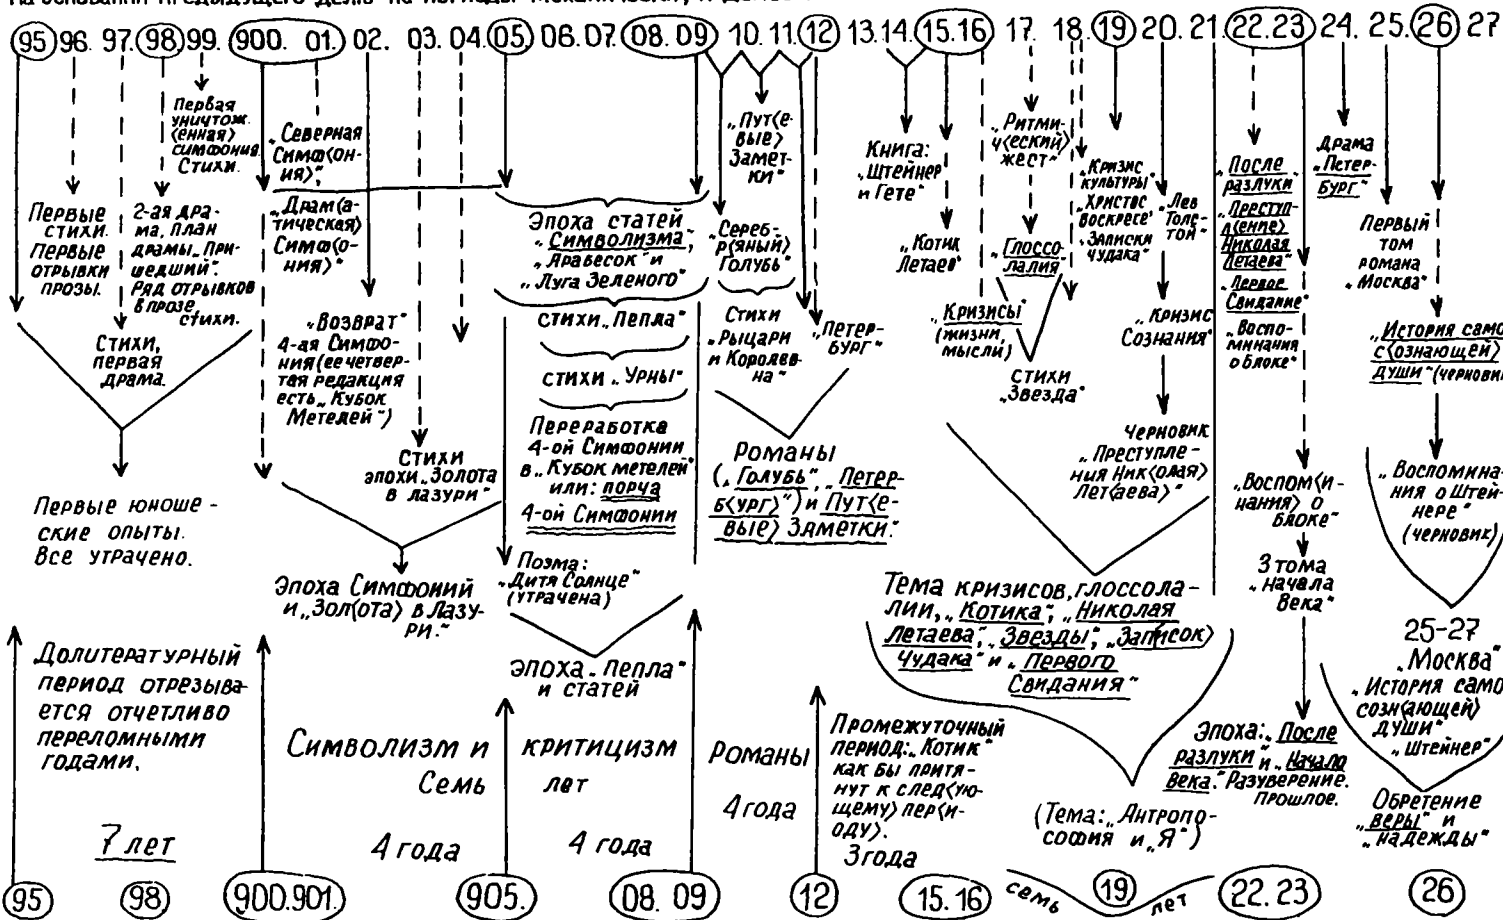 95 96. 97. 98 99. 900. 01. 02. 03. 04. 05. 06. 07. 08. 09 10. 11. 12 13. 14. 15. 16 17. 18. 19 20. 21. 22. 23 24. 25. 26 27
Первые
стихи.
Первые
отрывки
прозы.
Стихи,
первая
драма.
2-ая дра-
ма, план
драмы „При-
шедший“.
Ряд отрывков
в прозе,
стихи.
Первая
уничтож.
<енная>
симфония.
Стихи.
Первые юноше-
ские опыты.
Все утрачено.
„Северная
Симф<он-
ия>“,
„Драм<а-
тическая>
Симф<о-
ния>“
„Возврат“
4-ая Симфо-
ния (ее четвер-
тая редакция
есть „Кубок
Метелей“)
Стихи
эпохи „Золота
в лазури“
Эпоха Симфоний
и „Зол<ота> в Лазу-
ри.“
Эпоха статей
„Символизма,
„Арабесок“ и
„Луга Зеленого“
стихи „Пепла“
стихи „Урны“
Переработка
4-ой Симфонии
в „Кубок метелей“
или: порча
4-ой Симфонии
Поэма:
„Дитя Солнце“
(утрачена)
эпоха „Пепла“
и статей
„Пут<е-
вые>
Замет-
ки“
„Сереб-
р<яный>
Голубь“
Стихи
„Рыцари
и Королев-
на“
„Петер-
бург“
Романы
(„Голубь“, „Петер-
б<ург>“) и Пут<е-
вые> Заметки.“
Книга:
„Штейнер
и Гете“
„Котик
Летаев“
„Кризисы
(жизни,
мысли)
„Ритми-
ч<еский>
жест“
„Глоссо-
лалия
стихи
„Звезда“
„Кризис
культуры“
„Христос
воскресе“
„Записки
чудака“
„Лев
Толс-
той“
„Кризис
Сознания“
Черновик
„Преступле-
ния Ник<олая>
Лет<аева>“
„После
разлуки“
„Преступ-
л<ение>
Николая
Летаева“
„Первое
Свидание“
„Воспо-
минания
о Блоке“
„Воспом<и-
нания> о
Блоке“
3 тома
„начала
Века“
драма
„Петер-
бург“
Первый
том
романа
„Москва“
„История само
с<ознающей>
души“ (черновик
„Воспомина-
ния о Штей-
нере“
(черновик)
Тема кризисов, глоссола-
лии, „Котика“, „Николая
Летаева“, „Звезды“, „Зап<исок>
Чудака“ и „Первого
Свидания“
25-27
„Москва“
„История само
созн<ающей>
души“
„Штейнер“
Долитературный
период отрезыва-
ется отчетливо
переломными
годами.
7 лет
Символизм и критицизм
Семь лет
4 года 4 года
Романы
4 года
Промежуточный
период: „Котик“
как бы притя-
нут к след<ую-
щему> пер<и-
оду>.
3 года
(Тема: „Антропо-
софия и „Я“)
Эпоха: „После
разлуки“ и „Начало
века.“ Разуверение.
Прошлое.
Обретение
„веры“ и
„надежды“
95 98 900.901. 905. 08. 09 12 15. 16 семь 19 лет 22. 23 26